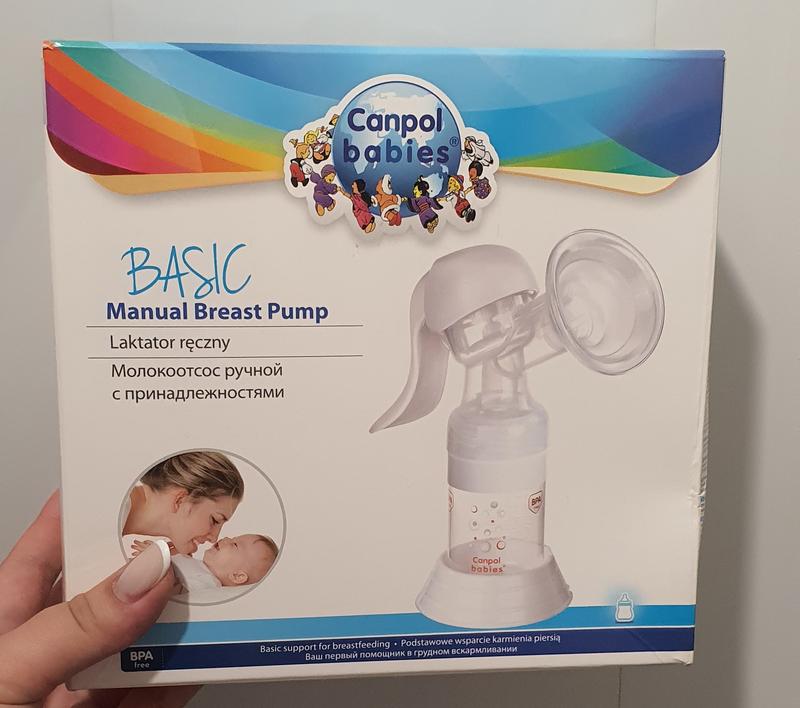 Canpol
babies®
BASIC
Manual Breast Pump
Laktator ręczny
Молокоотсос ручной
с принадлежностями
BPA
Canpol
babies®
BPA
free
Basic support for breastfeeding • Podstawowe wsparcie karmienia piersią
Ваш первый помощник в грудном вскармливании